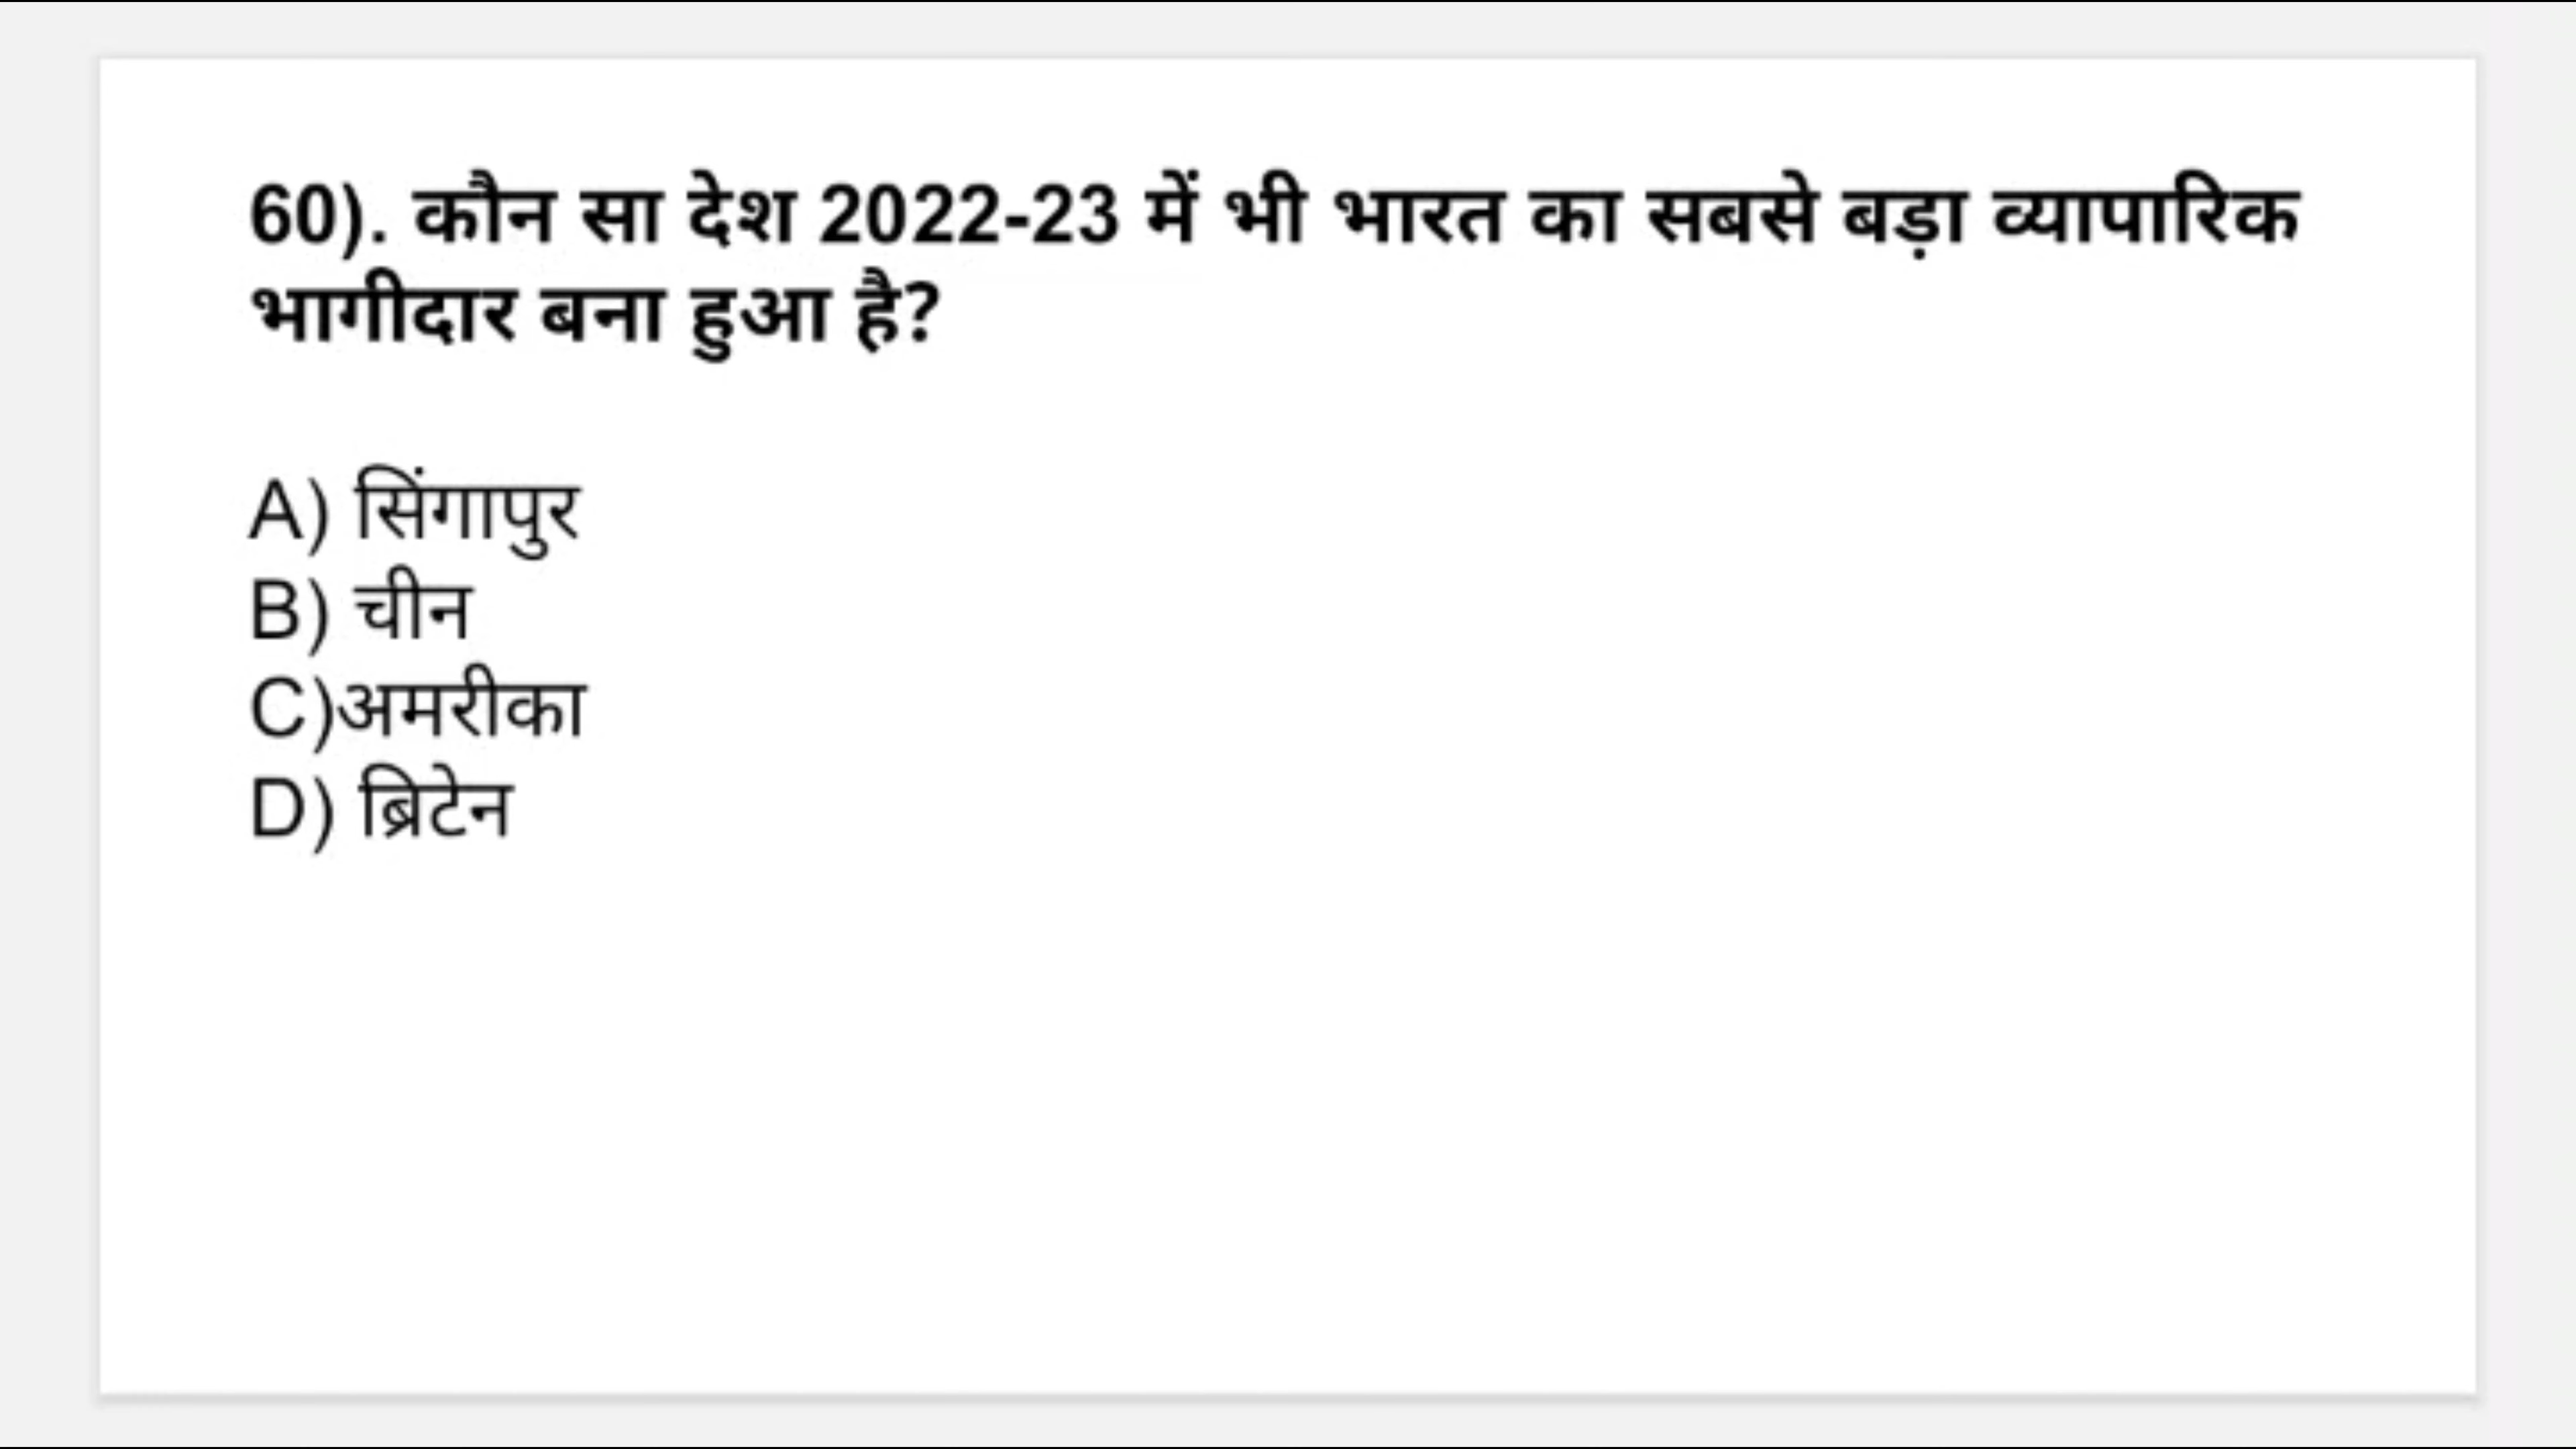 60). कौन सा देश 2022-23 में भी भारत का सबसे बड़ा व्यापारिक
भागीदार बना हुआ है?
A) सिंगापुर
B) चीन
C)अमरीका
D) ब्रिटेन